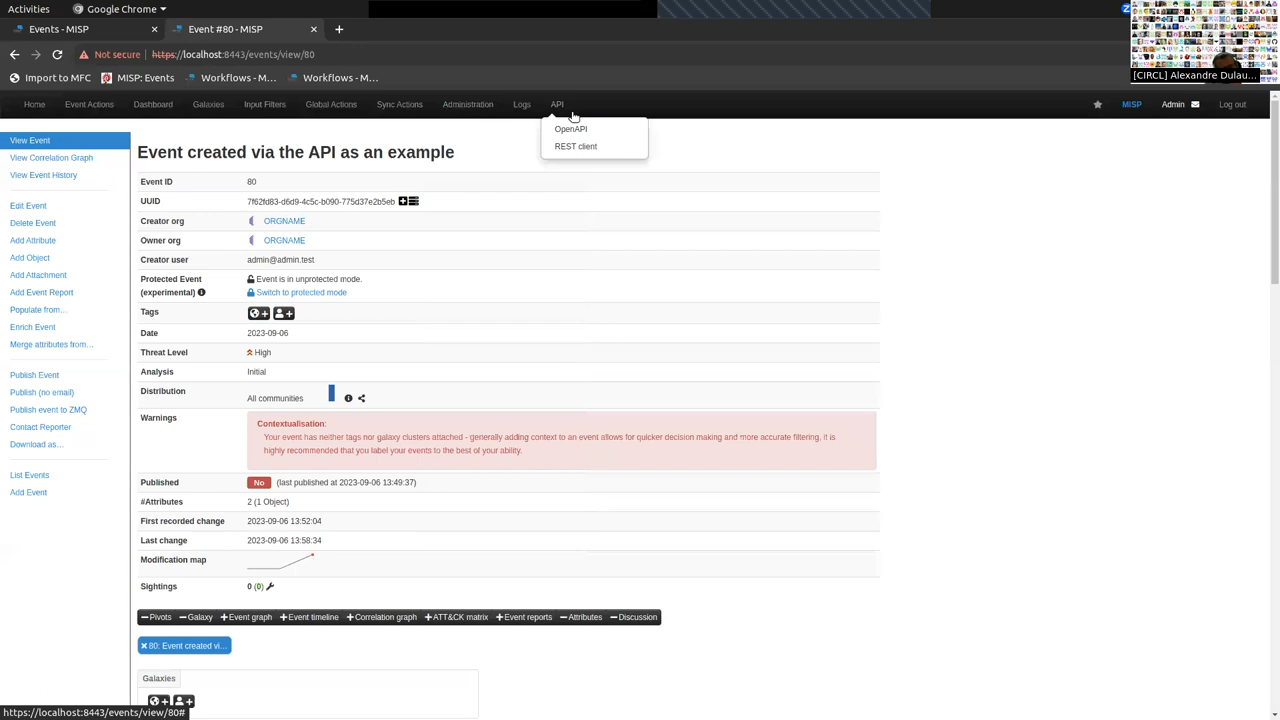 Activities
Google Chrome
Events - MISP
Event #80 - MISP
Not secure
https://localhost:8443/events/view/80
Import to MFC
MISP: Events
Workflows - M...
Workflows - M...
[CIRCL] Alexandre Dulau...
Home
Event Actions
Dashboard
Galaxies
Input Filters
Global Actions
Sync Actions
Administration
Logs
API
MISP
Admin
Log out
OpenAPI
REST client
View Event
View Correlation Graph
View Event History
Edit Event
Delete Event
Add Attribute
Add Object
Add Attachment
Add Event Report
Populate from...
Enrich Event
Merge attributes from...
Publish Event
Publish (no email)
Publish event to ZMQ
Contact Reporter
Download as...
List Events
Add Event
Event created via the API as an example
Event ID 80
UUID 7f62fd83-d6d9-4c5c-b090-775d37e2b5eb
Creator org ORGNAME
Owner org ORGNAME
Creator user admin@admin.test
Protected Event Event is in unprotected mode.
(experimental) Switch to protected mode
Tags
Date 2023-09-06
Threat Level High
Analysis Initial
Distribution All communities
Warnings
Contextualisation:
Your event has neither tags nor galaxy clusters attached - generally adding context to an event allows for quicker decision making and more accurate filtering, it is
highly recommended that you label your events to the best of your ability.
Published No (last published at 2023-09-06 13:49:37)
#Attributes 2 (1 Object)
First recorded change 2023-09-06 13:52:04
Last change 2023-09-06 13:58:34
Modification map
Sightings 0 (0)
Pivots
Galaxy
Event graph
Event timeline
Correlation graph
ATT&CK matrix
Event reports
Attributes
Discussion
80: Event created vi...
Galaxies
https://localhost:8443/events/view/80#